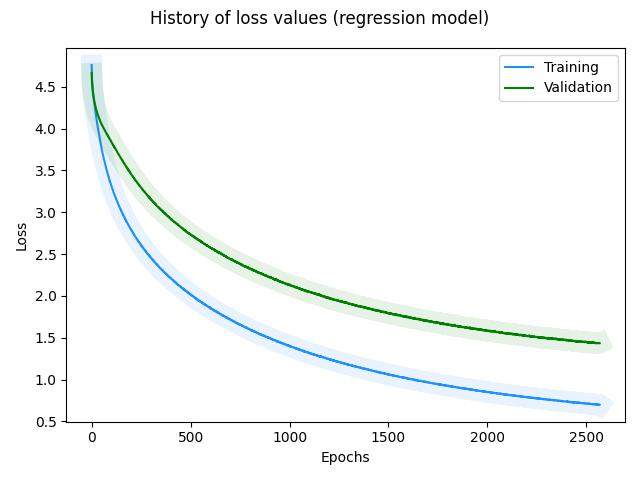 History of loss values (regression model)
Training
Validation
4.5
4.0
3.5
3.0
2.5
2.0
1.5
1.0
0.5
Loss
0 500 1000 1500 2000 2500
Epochs